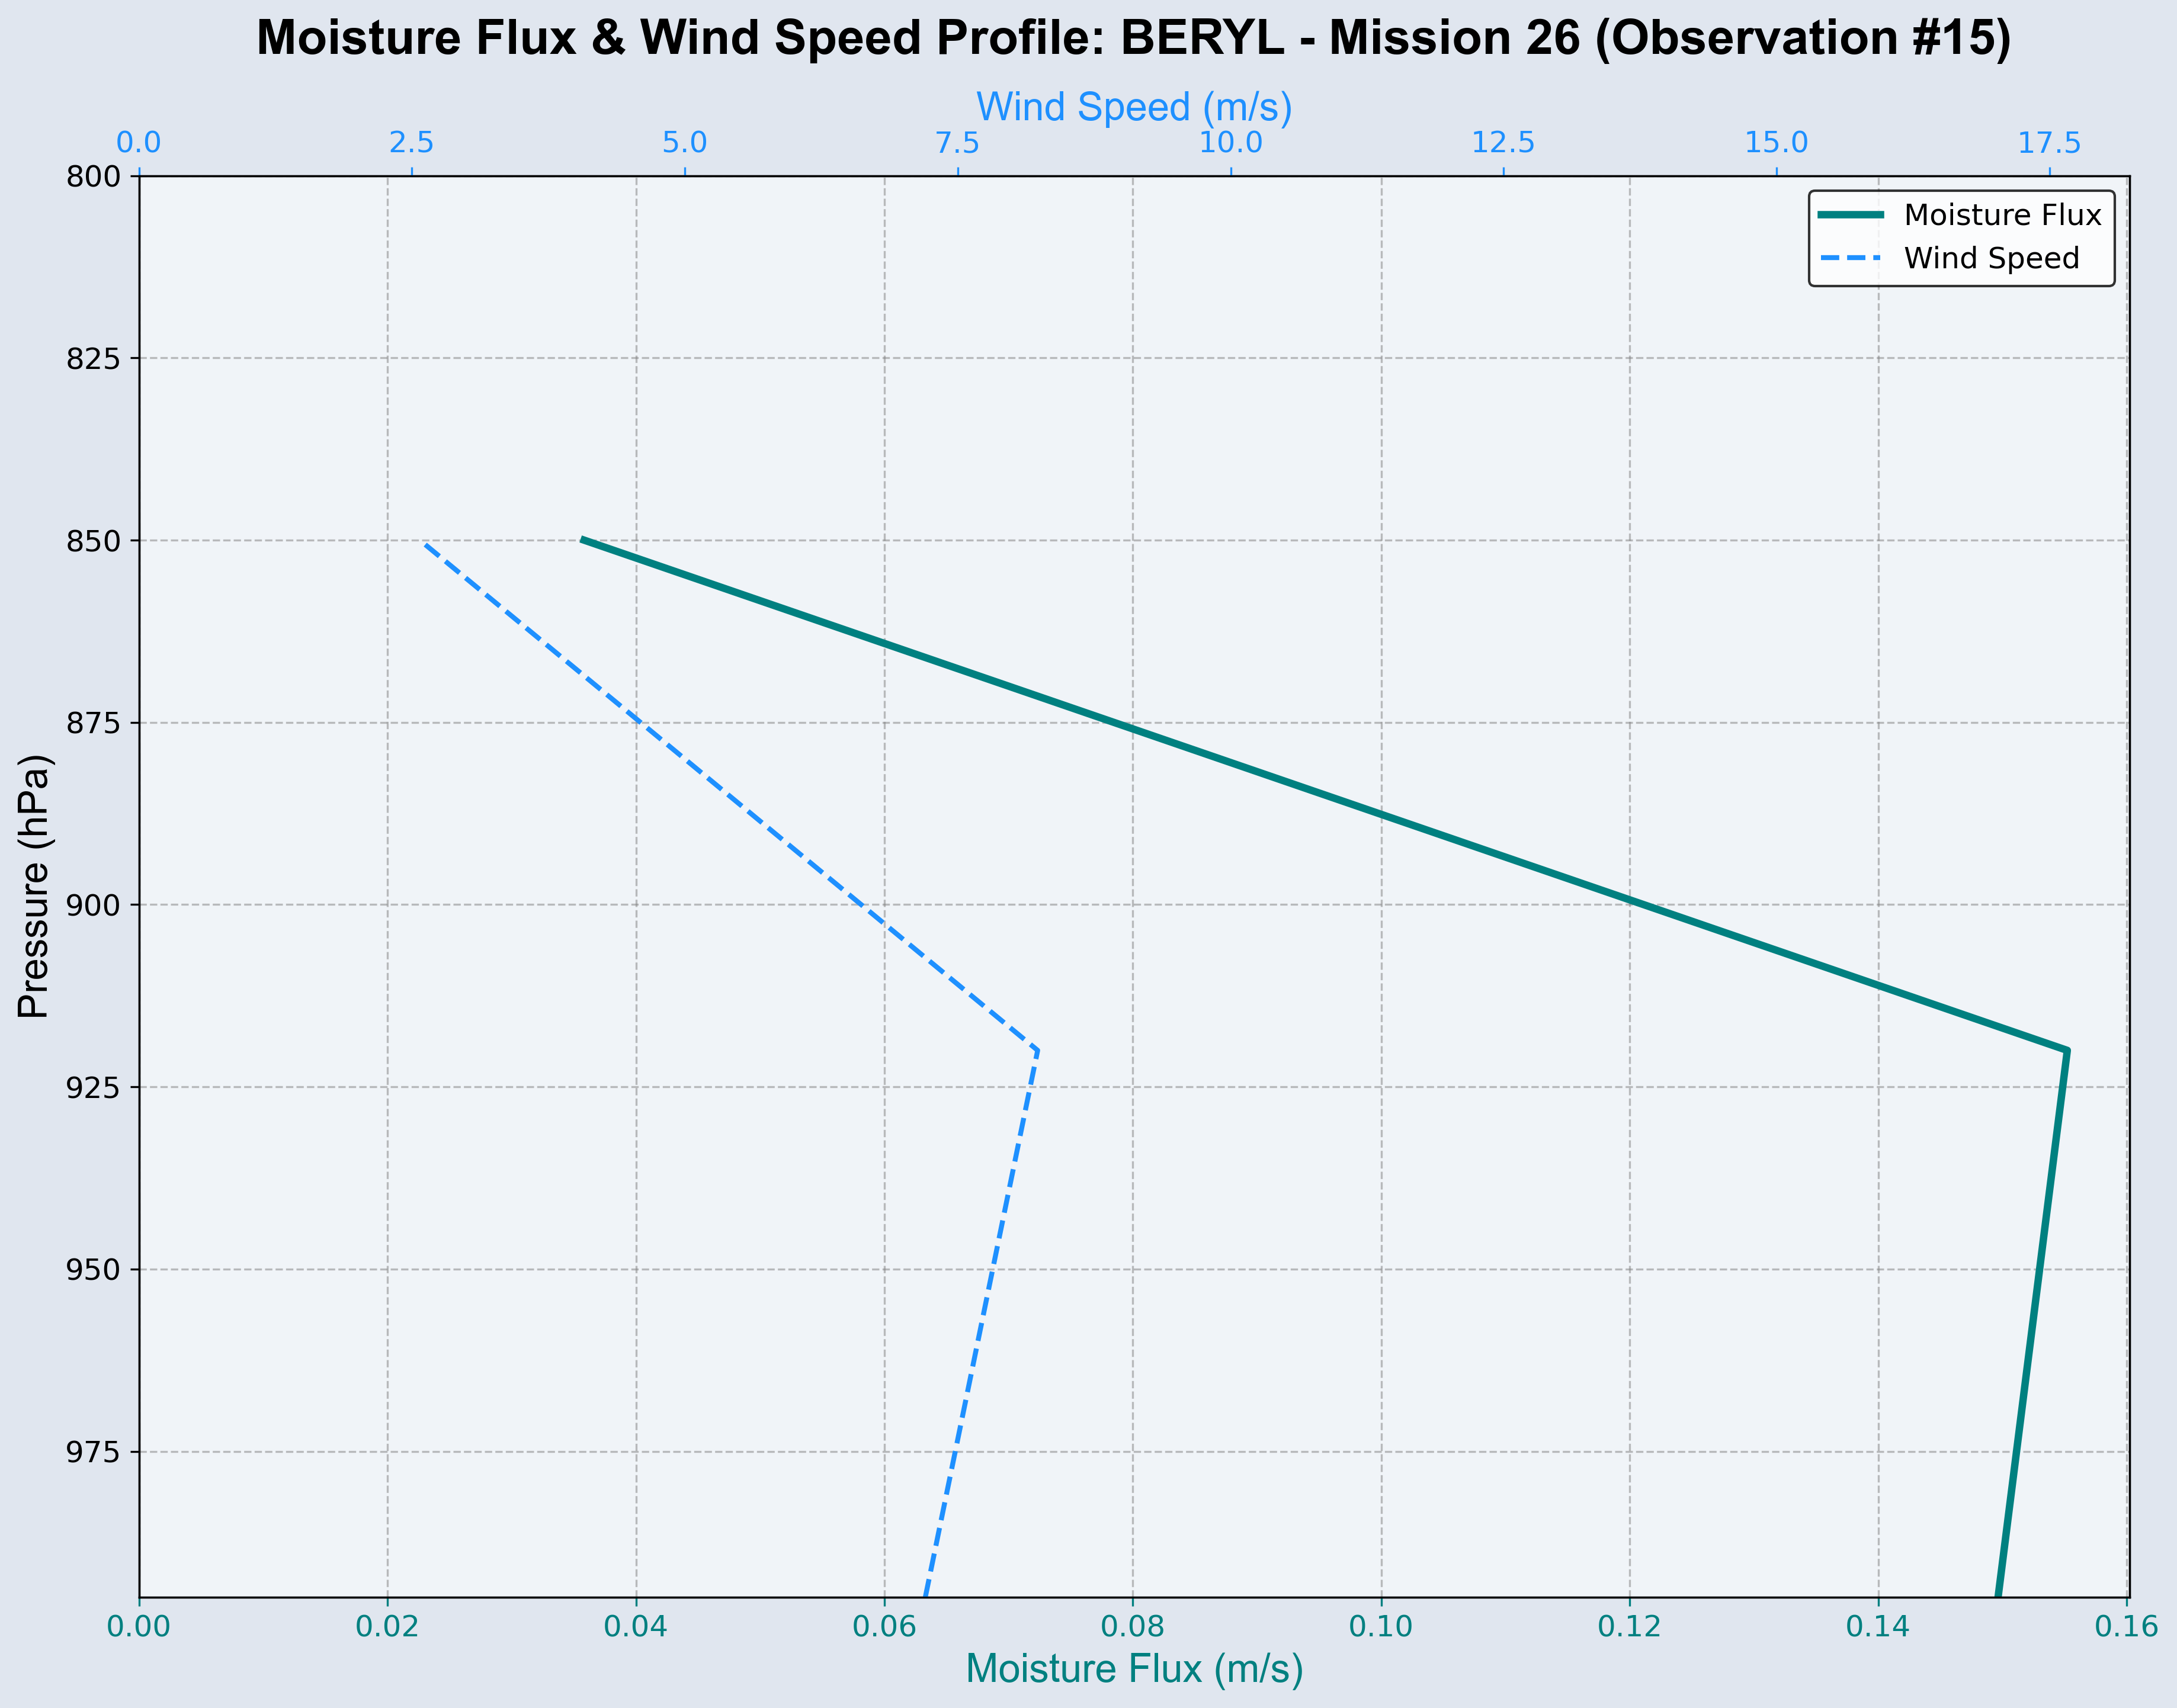 Moisture Flux & Wind Speed Profile: BERYL - Mission 26 (Observation #15)
Wind Speed (m/s)
0.0 2.5 5.0 7.5 10.0 12.5 15.0 17.5
Moisture Flux
Wind Speed
800
825
850
875
900
925
950
975
Pressure (hPa)
0.00 0.02 0.04 0.06 0.08 0.10 0.12 0.14 0.16
Moisture Flux (m/s)